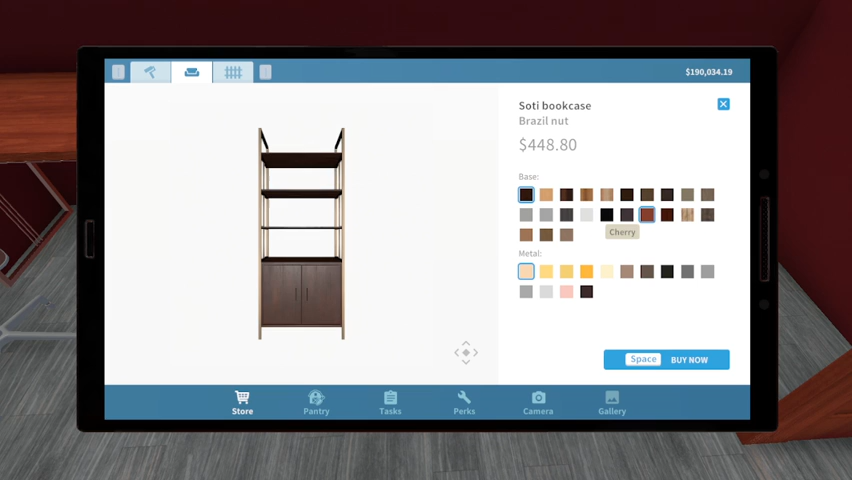 $190,034.19
Soti bookcase
Brazil nut
$448.80
Base:
Cherry
Metal:
Space BUY NOW
Store Pantry Tasks Perks Camera Gallery